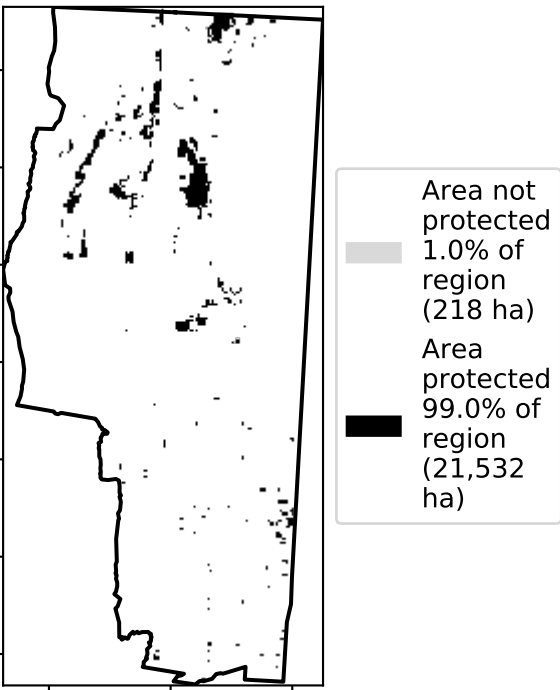 Area not
protected
1.0% of
region
(218 ha)
Area
protected
99.0% of
region
(21,532
ha)